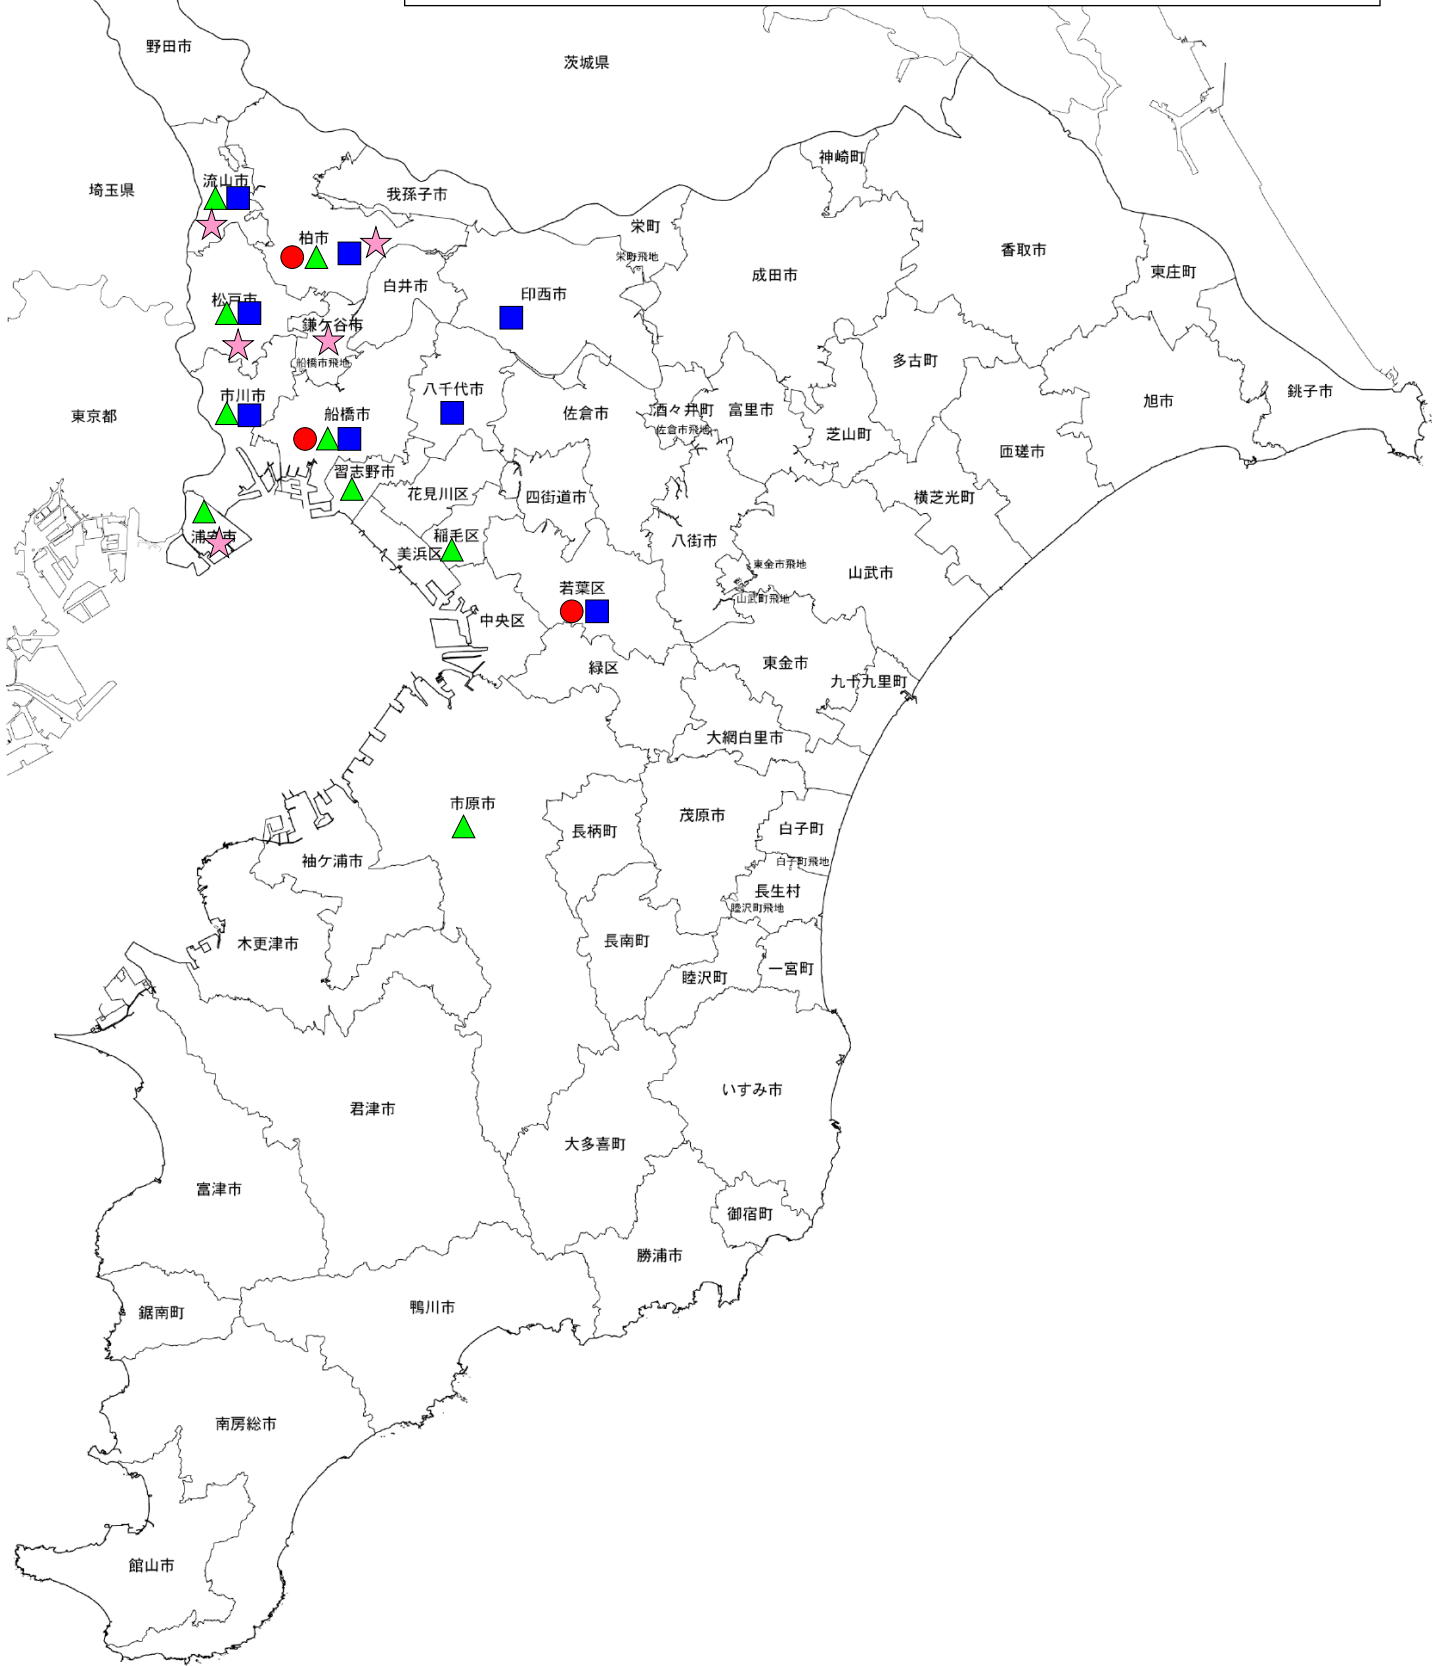 野田市
茨城県
神崎町
流山市
埼玉県
我孫子市
栄町
柏市
香取市
栄町飛地
成田市
東庄町
白井市
印西市
松戸市
鎌ケ谷市
船橋市飛地
多古町
八千代市
銚子市
市川市
旭市
酒々井町
富里市
船橋市
佐倉市
東京都
佐倉市飛地
芝山町
匝瑳市
習志野市
花見川区
四街道市
横芝光町
稲毛区
浦安市
八街市
美浜区
東金市飛地
山武市
若葉区
山武町飛地
中央区
東金市
緑区
九十九里町
大網白里市
市原市
茂原市
長柄町
白子町
袖ケ浦市
白子町飛地
長生村
睦沢町飛地
長南町
木更津市
一宮町
睦沢町
いすみ市
君津市
大多喜町
富津市
御宿町
勝浦市
鴨川市
鋸南町
南房総市
館山市